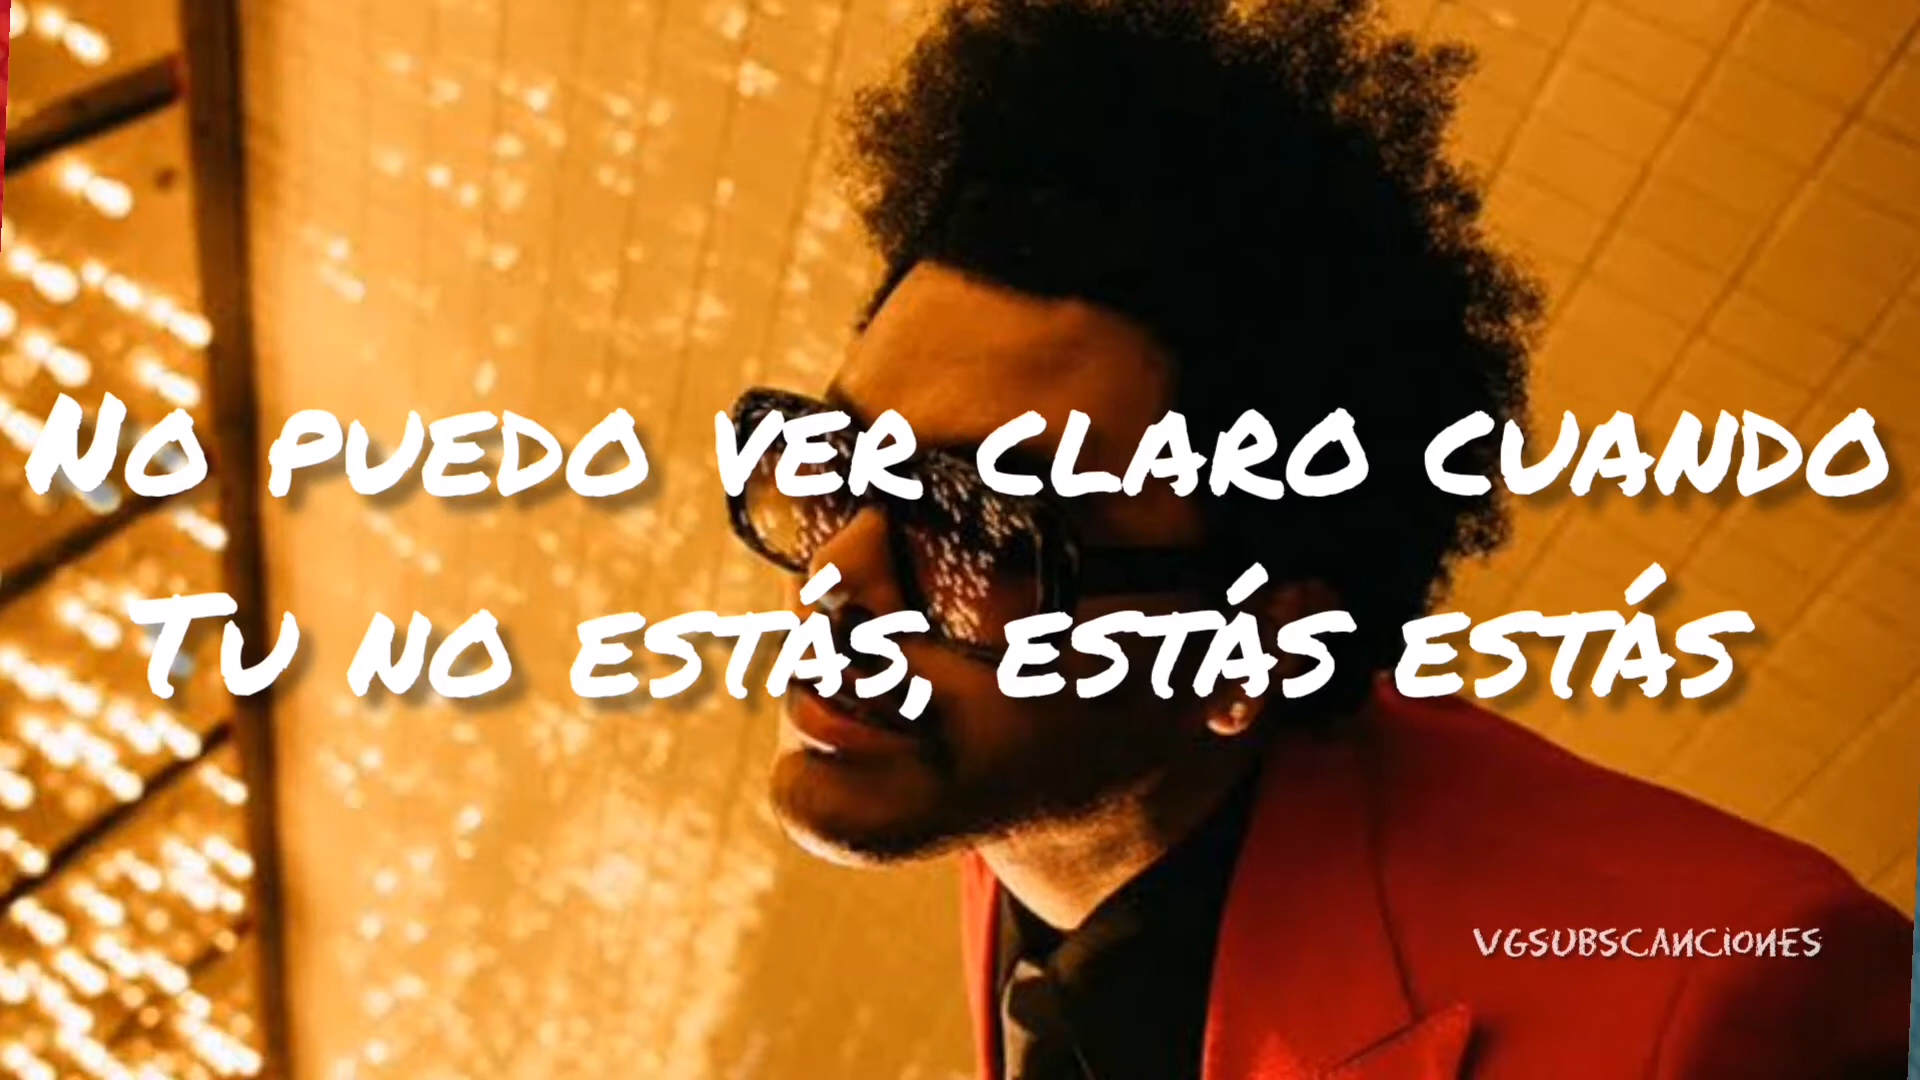 No puedo ver claro cuando
Tu no estás, estás estás
VGSUBSCANCIONES